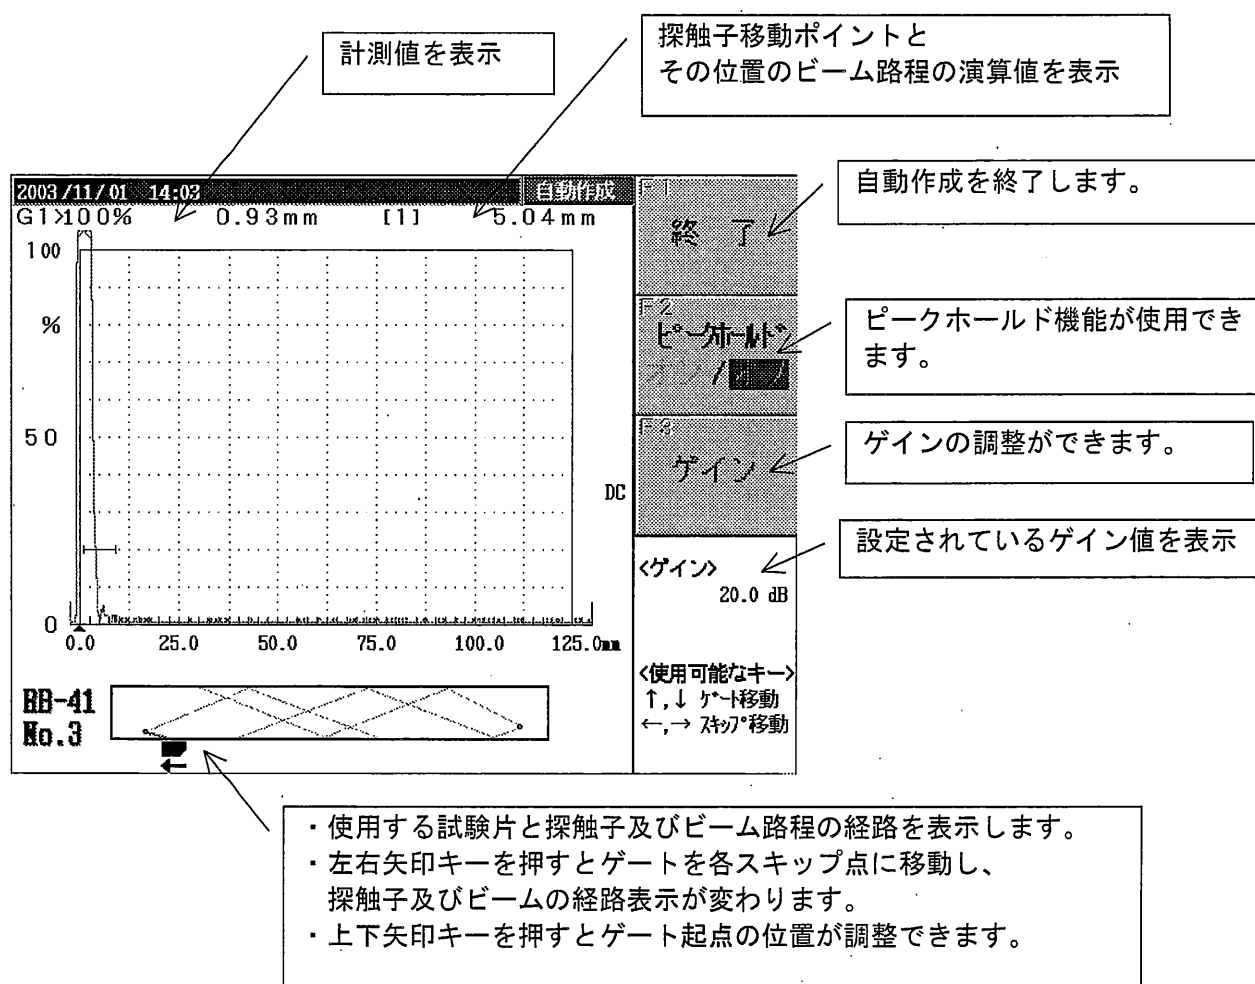 計測値を表示
探触子移動ポイントと
その位置のビーム路程の演算値を表示
2003/11/01 14:03
自動作成
G1>100% 0.93mm [1] 5.04mm
100
%
50
0
0.0 25.0 50.0 75.0 100.0 125.0mm
DC
F1
終 了
F2
ピークホールド
オン/オフ
F3
ゲイン
<ゲイン>
20.0 dB
<使用可能なキー>
↑,↓ ゲート移動
←,→ スキップ移動
RB-41
No.3
自動作成を終了します。
ピークホールド機能が使用でき
ます。
ゲインの調整ができます。
設定されているゲイン値を表示
・使用する試験片と探触子及びビーム路程の経路を表示します。
・左右矢印キーを押すとゲートを各スキップ点に移動し、
探触子及びビームの経路表示が変わります。
・上下矢印キーを押すとゲート起点の位置が調整できます。